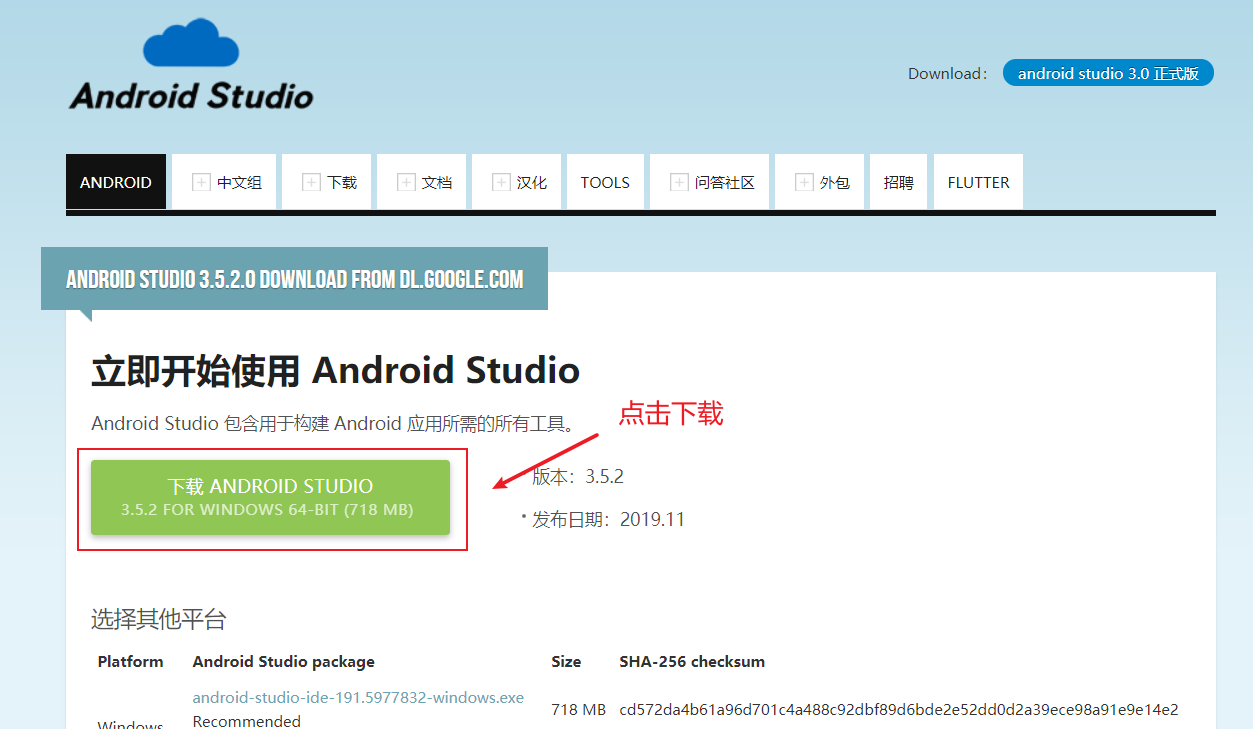 Android Studio
Download： android studio 3.0 正式版
ANDROID 中文组 下载 文档 汉化 TOOLS 问答社区 外包 招聘 FLUTTER
ANDROID STUDIO 3.5.2.0 DOWNLOAD FROM DL.GOOGLE.COM
立即开始使用 Android Studio
Android Studio 包含用于构建 Android 应用所需的所有工具。
点击下载
下载 ANDROID STUDIO
3.5.2 FOR WINDOWS 64-BIT (718 MB)
版本：3.5.2
发布日期：2019.11
选择其他平台
Platform Android Studio package Size SHA-256 checksum
android-studio-ide-191.5977832-windows.exe
Recommended
718 MB cd572da4b61a96d701c4a488c92dbf89d6bde2e52dd0d2a39ece98a91e9e14e2
Windows